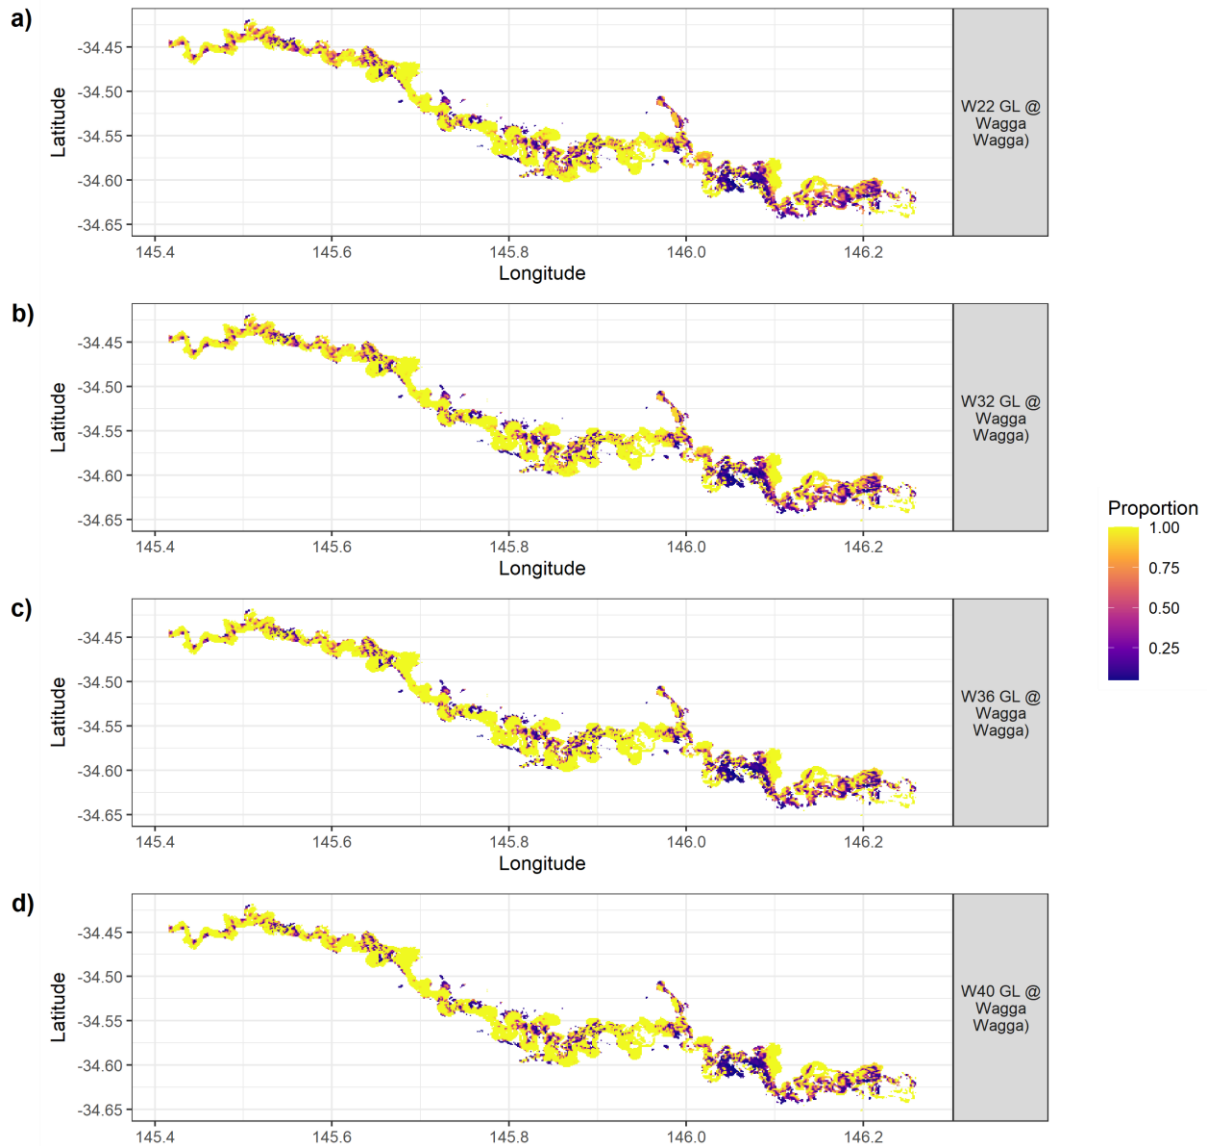 a)
-34.45
-34.50
-34.55
-34.60
-34.65
Latitude
145.4 145.6 145.8 146.0 146.2
Longitude
W22 GL @
Wagga
Wagga)
b)
-34.45
-34.50
-34.55
-34.60
-34.65
Latitude
145.4 145.6 145.8 146.0 146.2
Longitude
W32 GL @
Wagga
Wagga)
Proportion
1.00
0.75
0.50
0.25
c)
-34.45
-34.50
-34.55
-34.60
-34.65
Latitude
145.4 145.6 145.8 146.0 146.2
Longitude
W36 GL @
Wagga
Wagga)
d)
-34.45
-34.50
-34.55
-34.60
-34.65
Latitude
145.4 145.6 145.8 146.0 146.2
W40 GL @
Wagga
Wagga)